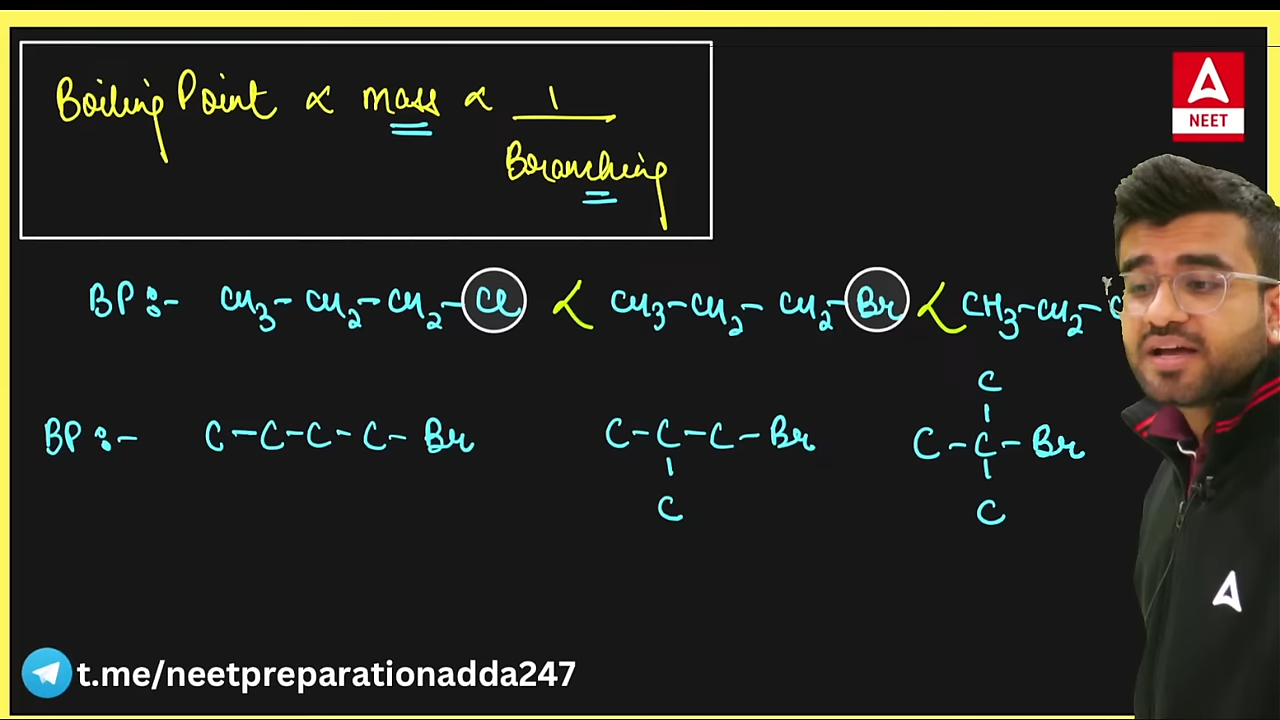 Boiling Point ∝ mass ∝ 1
Branching
NEET
BP :- CH3-CH2-CH2-Cl < CH3-CH2-CH2-Br < CH3-CH2-
C
BP :- C-C-C-C-Br C-C-C-Br C-C-Br
C C
t.me/neetpreparationadda247